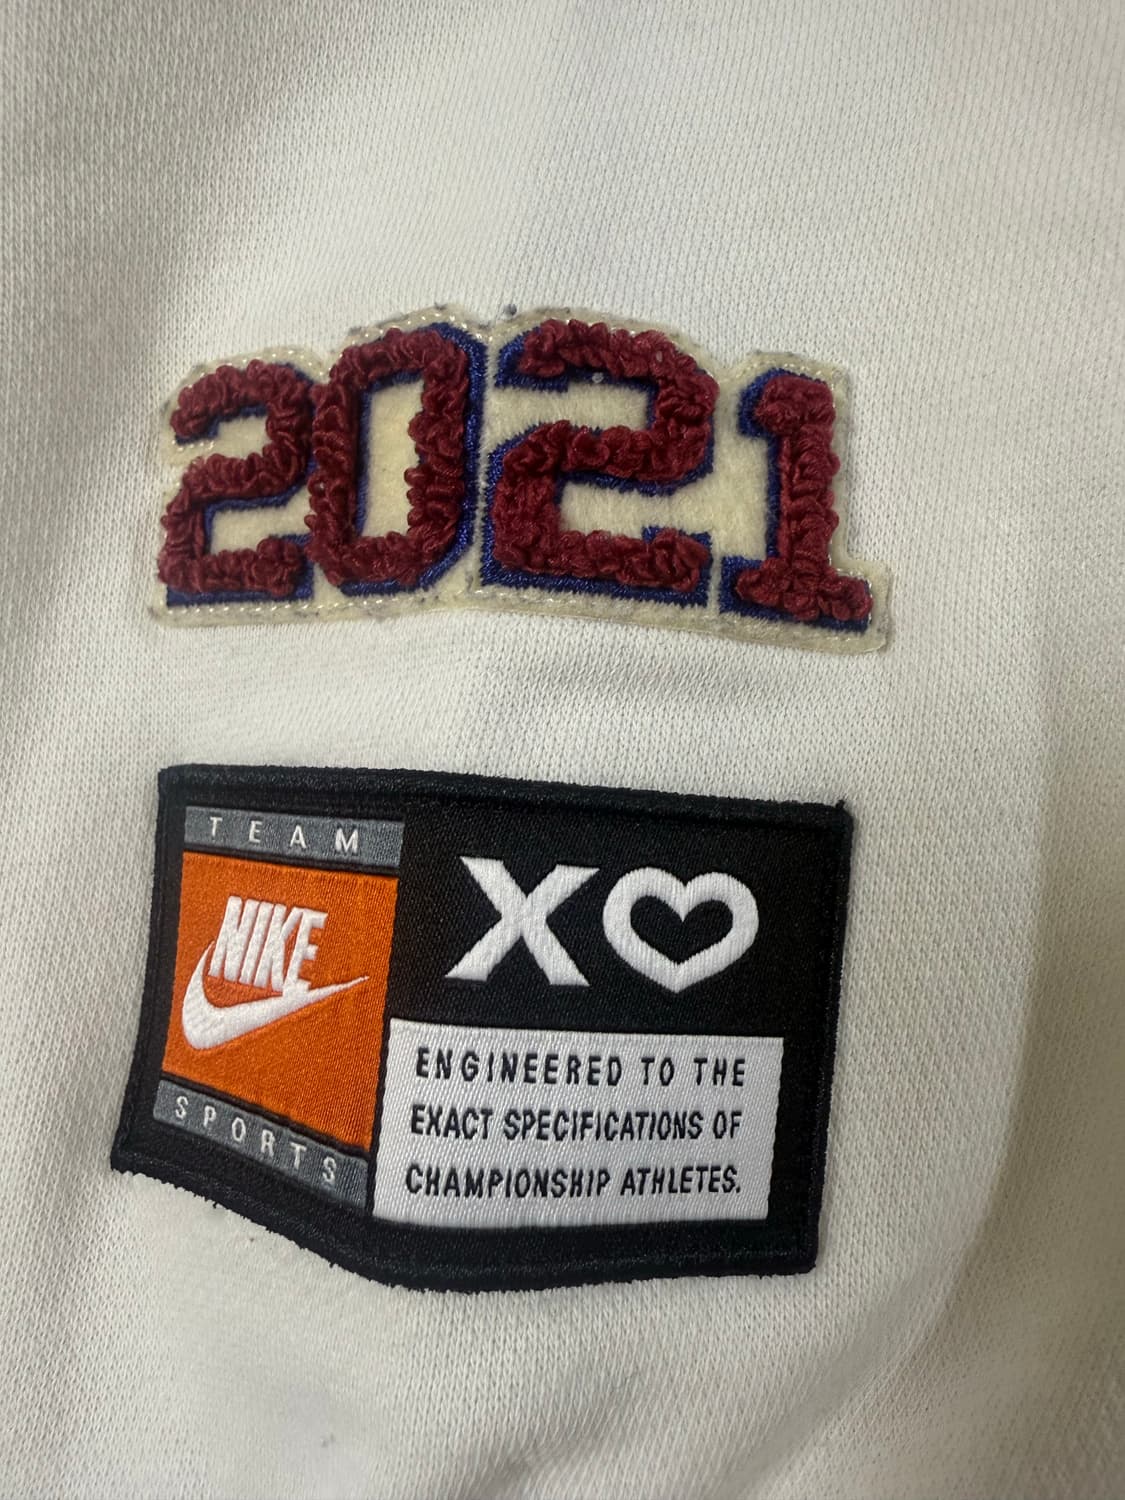 2021
TEAM
NIKE
SPORTS
XO
ENGINEERED TO THE
EXACT SPECIFICATIONS OF
CHAMPIONSHIP ATHLETES.